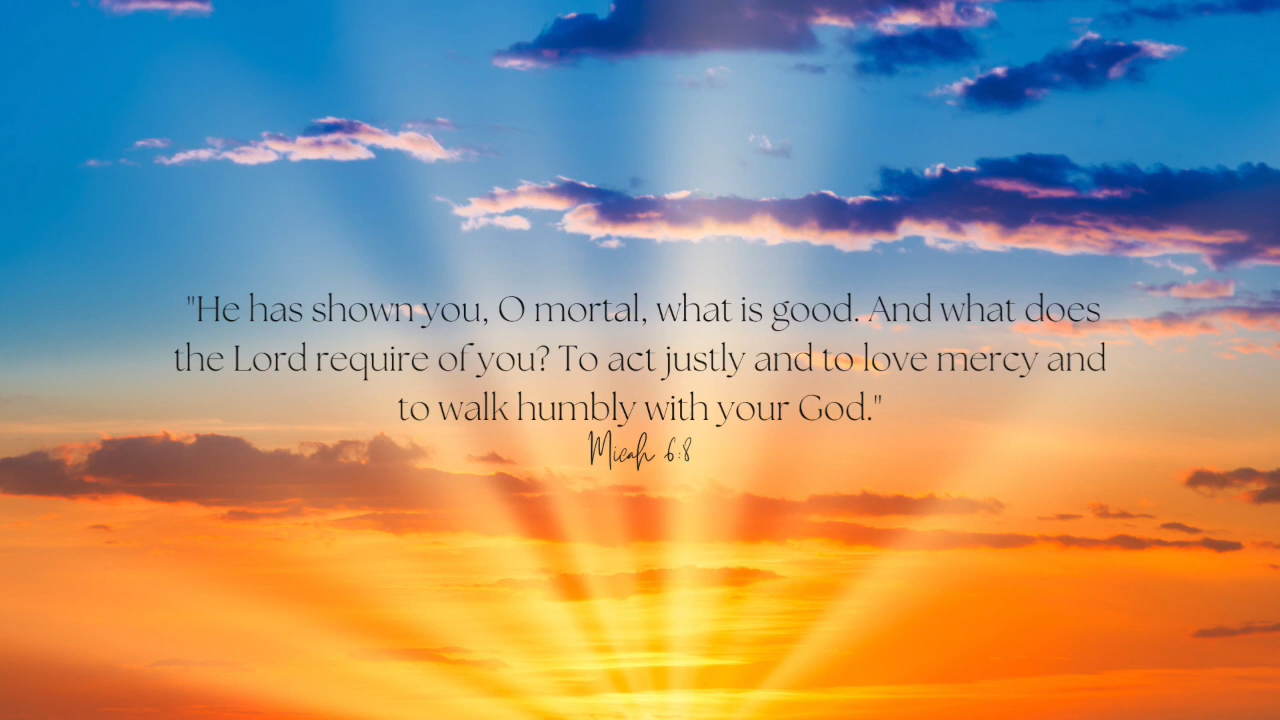 "He has shown you, O mortal, what is good. And what does
the Lord require of you? To act justly and to love mercy and
to walk humbly with your God."
Micah 6:8